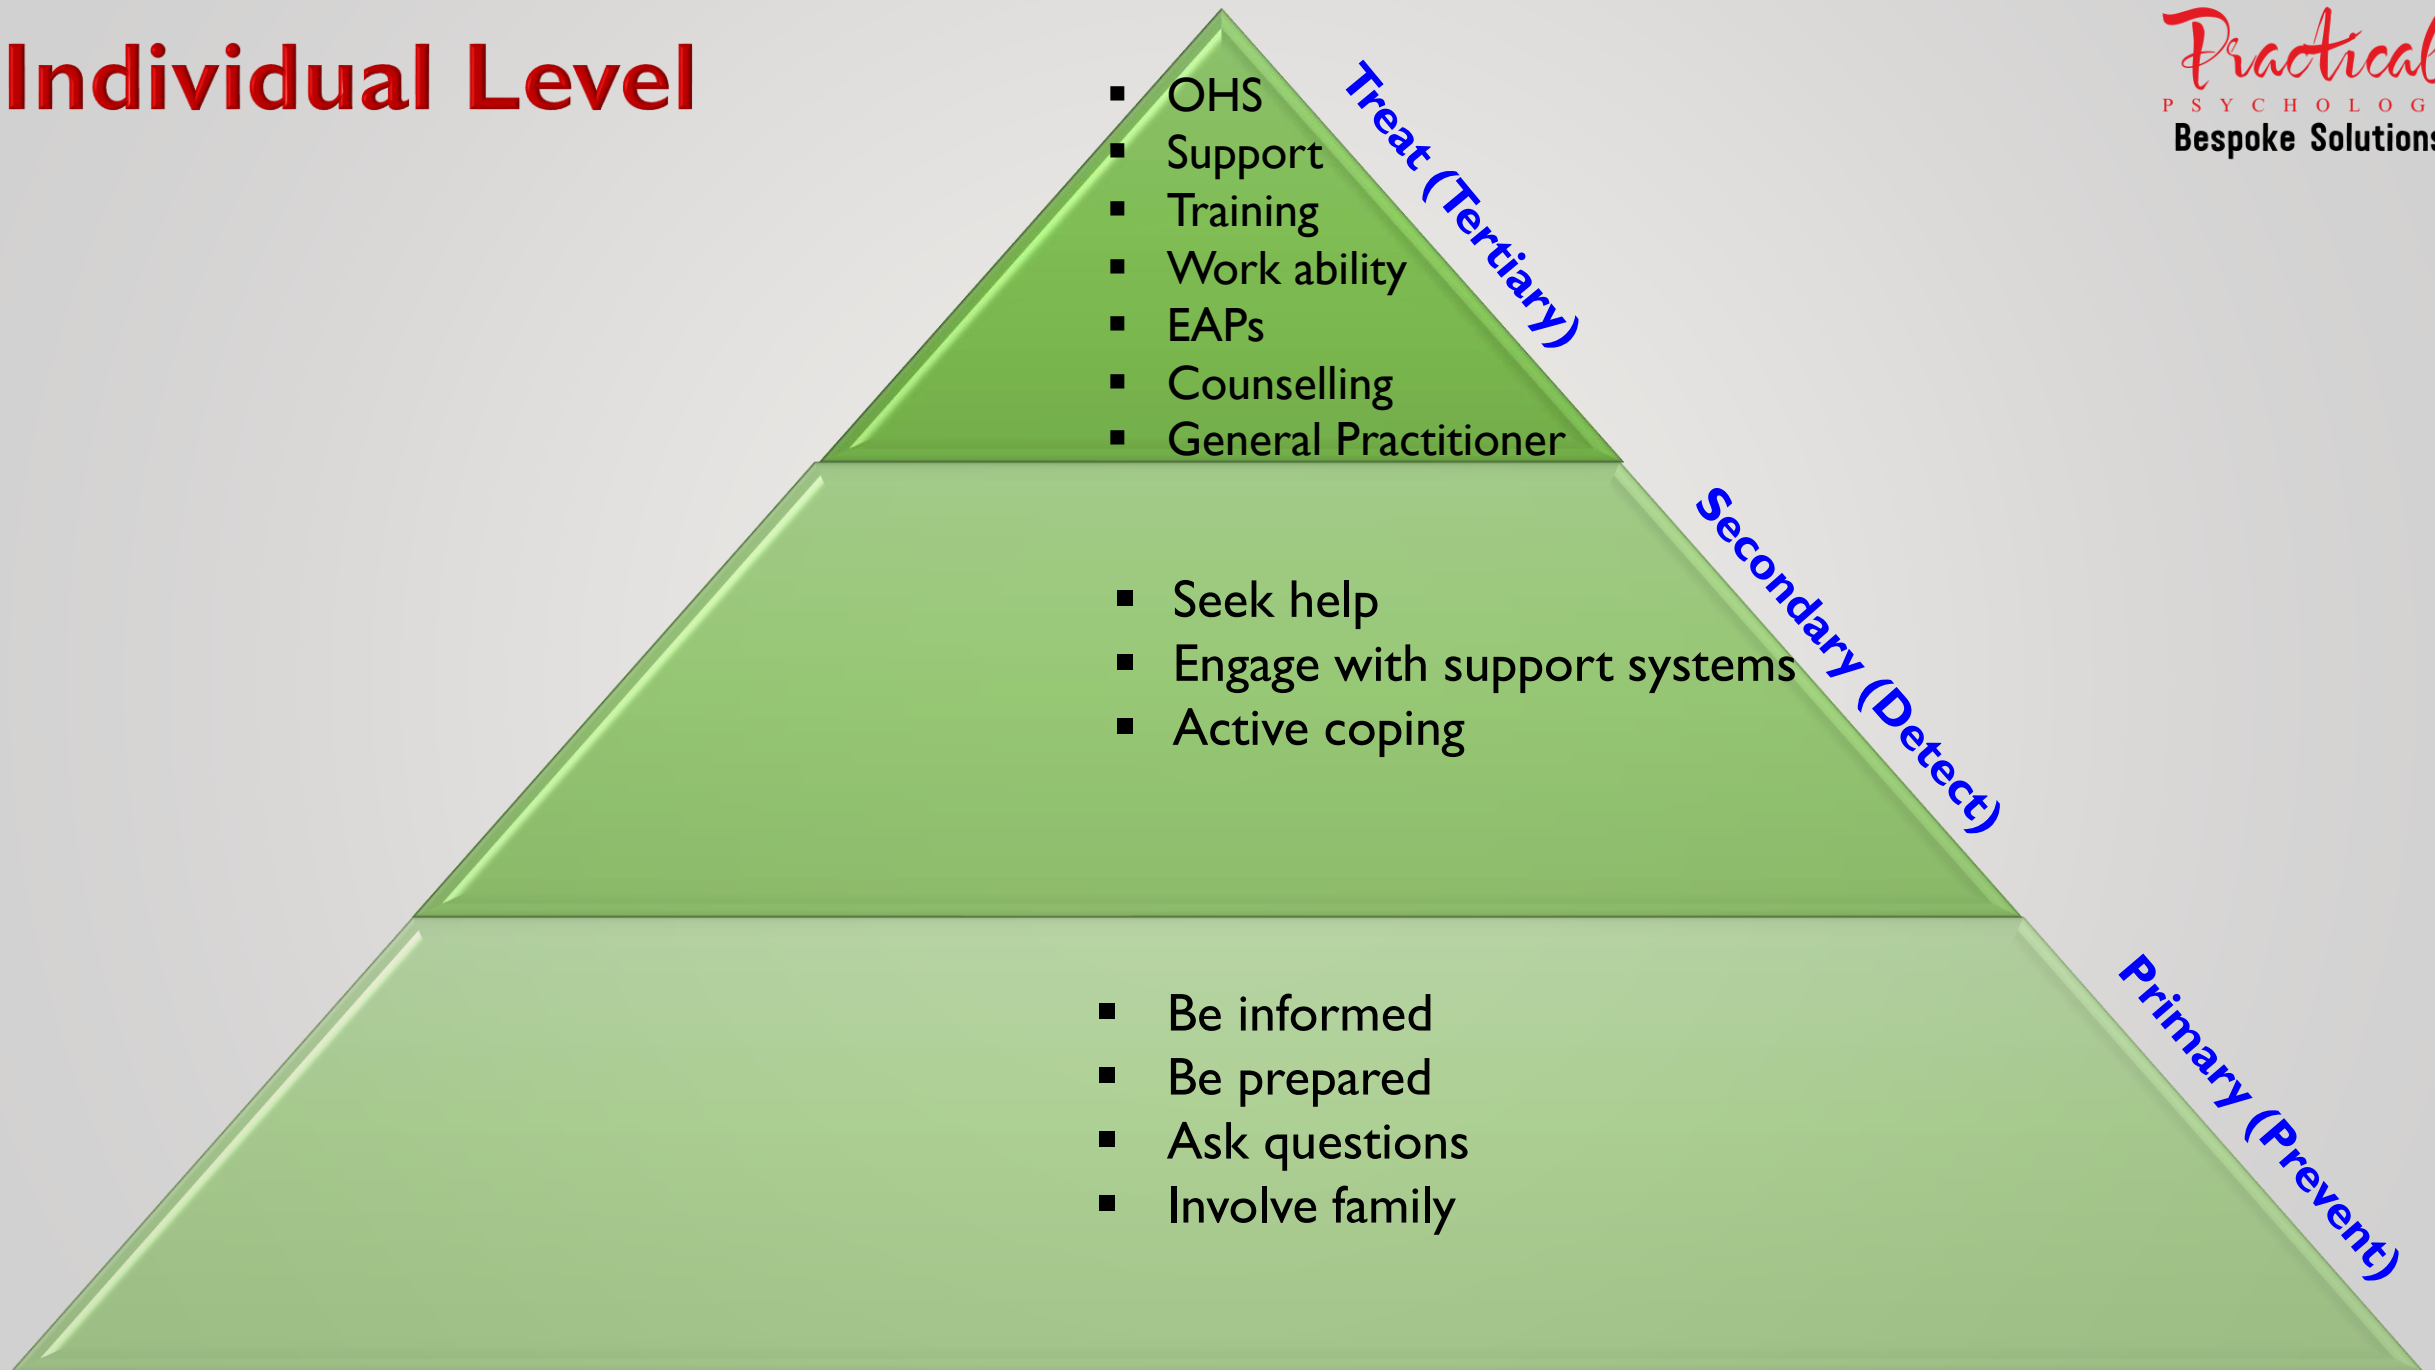 Individual Level
Practical
PSYCHOLOG
Bespoke Solutions
▪ OHS
▪ Support
▪ Training
▪ Work ability
▪ EAPs
▪ Counselling
▪ General Practitioner
Treat (Tertiary)
▪ Seek help
▪ Engage with support systems
▪ Active coping
Secondary (Detect)
▪ Be informed
▪ Be prepared
▪ Ask questions
▪ Involve family
Primary (Prevent)